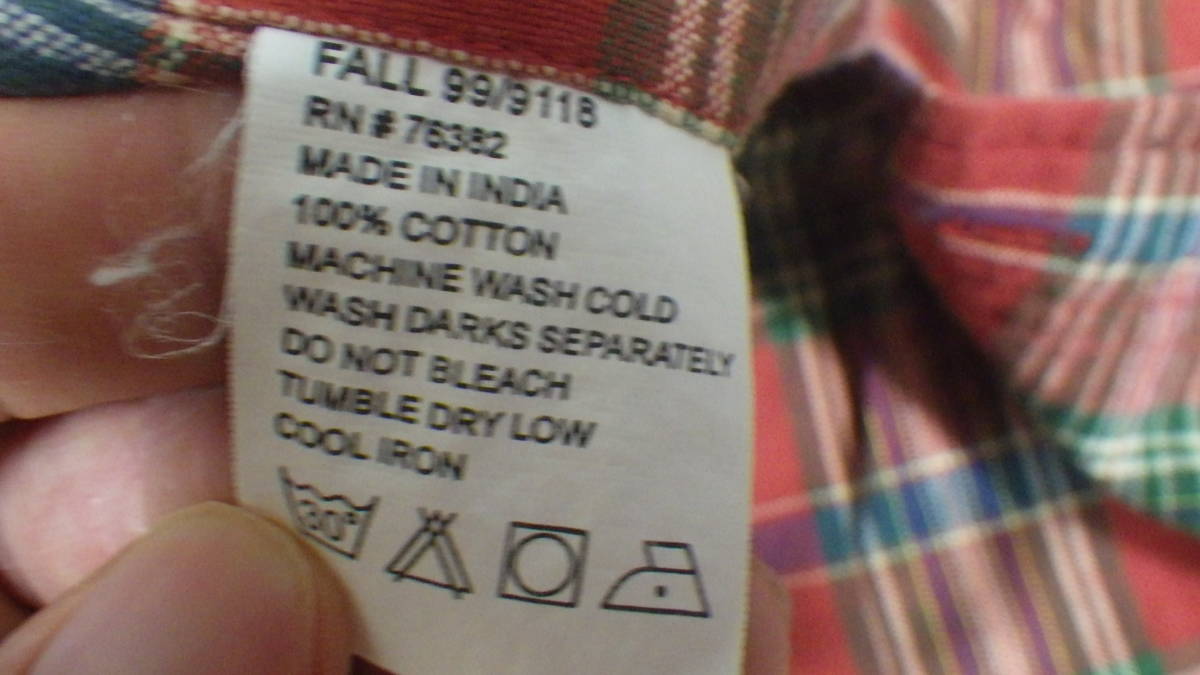 FALL 99/9118
RN # 76382
MADE IN INDIA
100% COTTON
MACHINE WASH COLD
WASH DARKS SEPARATELY
DO NOT BLEACH
TUMBLE DRY LOW
COOL IRON
30°